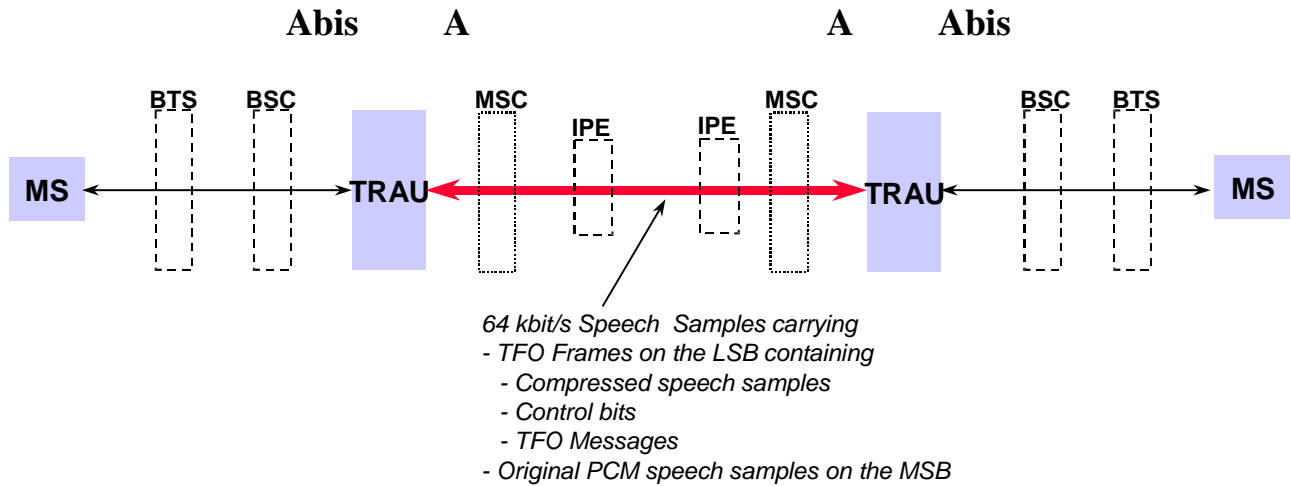 Abis A A Abis
BTS BSC MSC IPE IPE MSC BSC BTS
MS TRAU TRAU MS
64 kbit/s Speech Samples carrying
- TFO Frames on the LSB containing
- Compressed speech samples
- Control bits
- TFO Messages
- Original PCM speech samples on the MSB